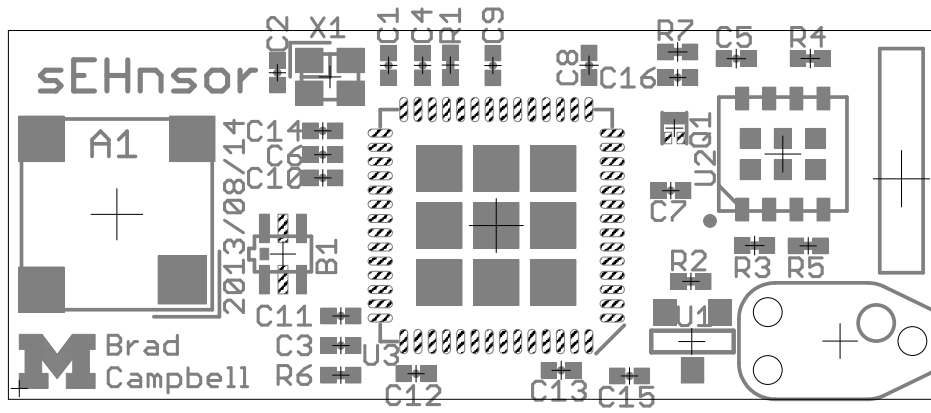 C2
X1
C1
C4
R1
C9
C8
R7
C16
C5
R4
sEHnsor
A1
C14
C6
C10
2013/08/14
B1
Q1
U2
C7
R3
R5
R2
U1
C11
C3
R6
U3
C12
C13
C15
M
Brad
Campbell